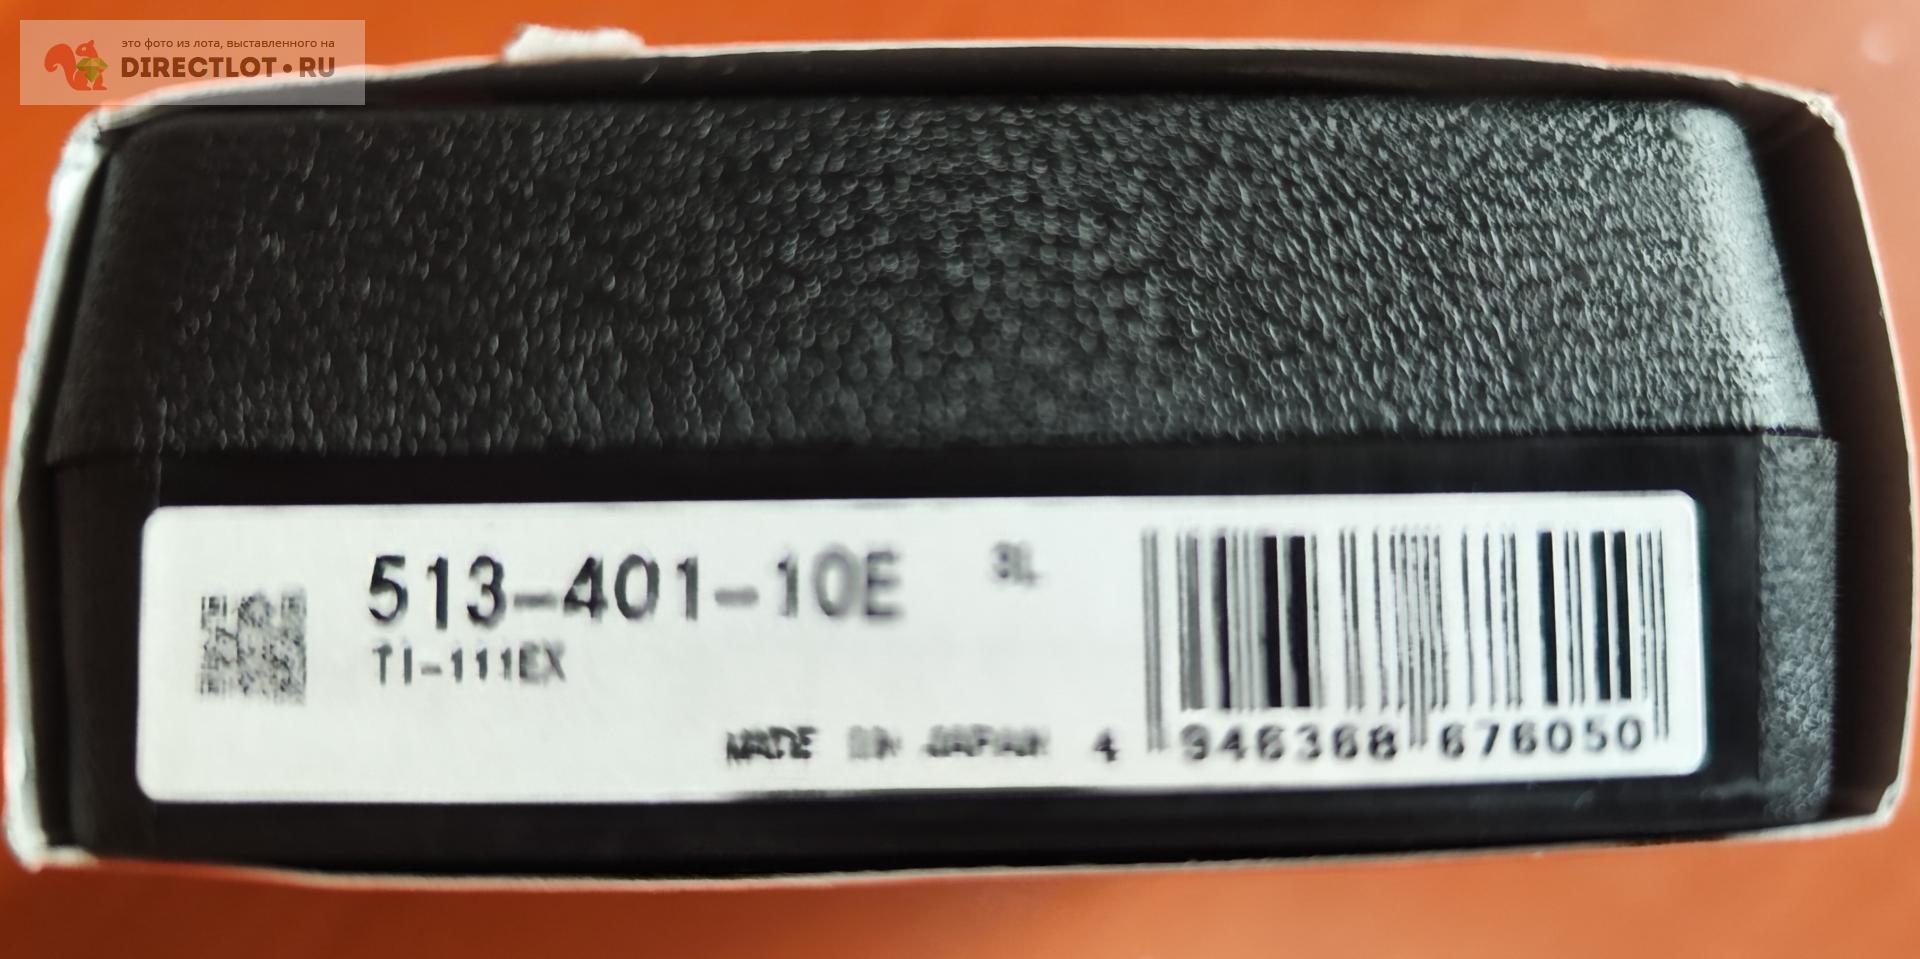 это фото из лота, выставленного на
DIRECTLOT•RU
513-401-10E
TI-111EX
MADE IN JAPAN
4 946368 676050